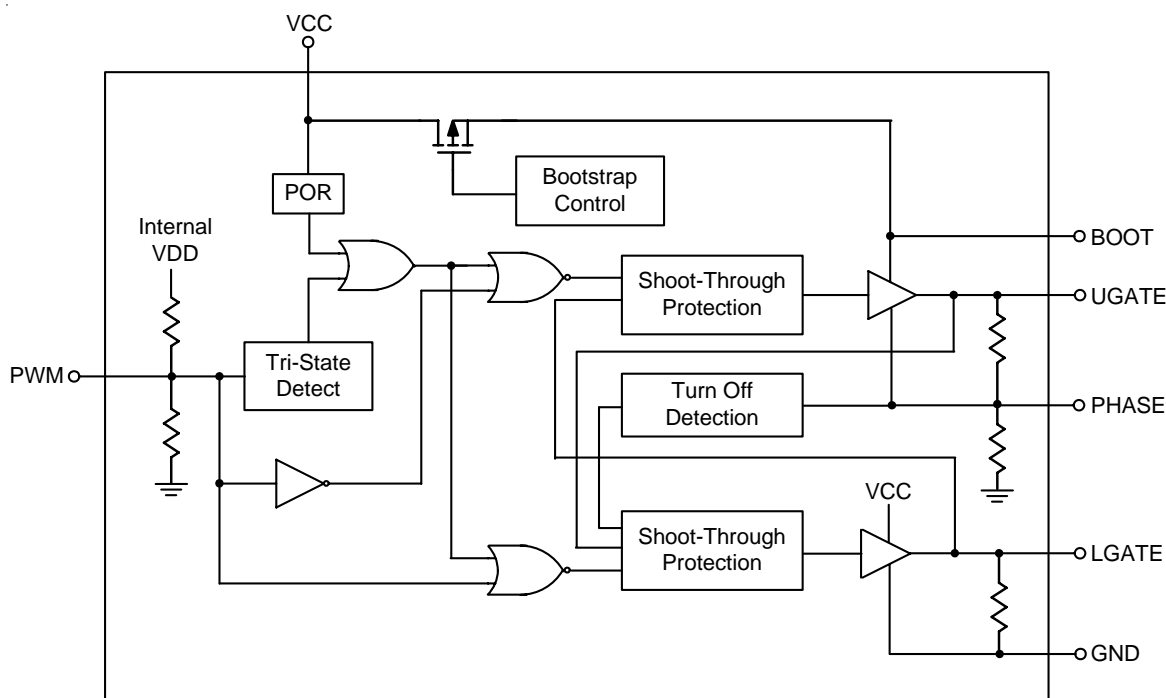 VCC
POR
Bootstrap
Control
Internal
VDD
BOOT
Shoot-Through
Protection
UGATE
PWM
Tri-State
Detect
Turn Off
Detection
PHASE
VCC
Shoot-Through
Protection
LGATE
GND